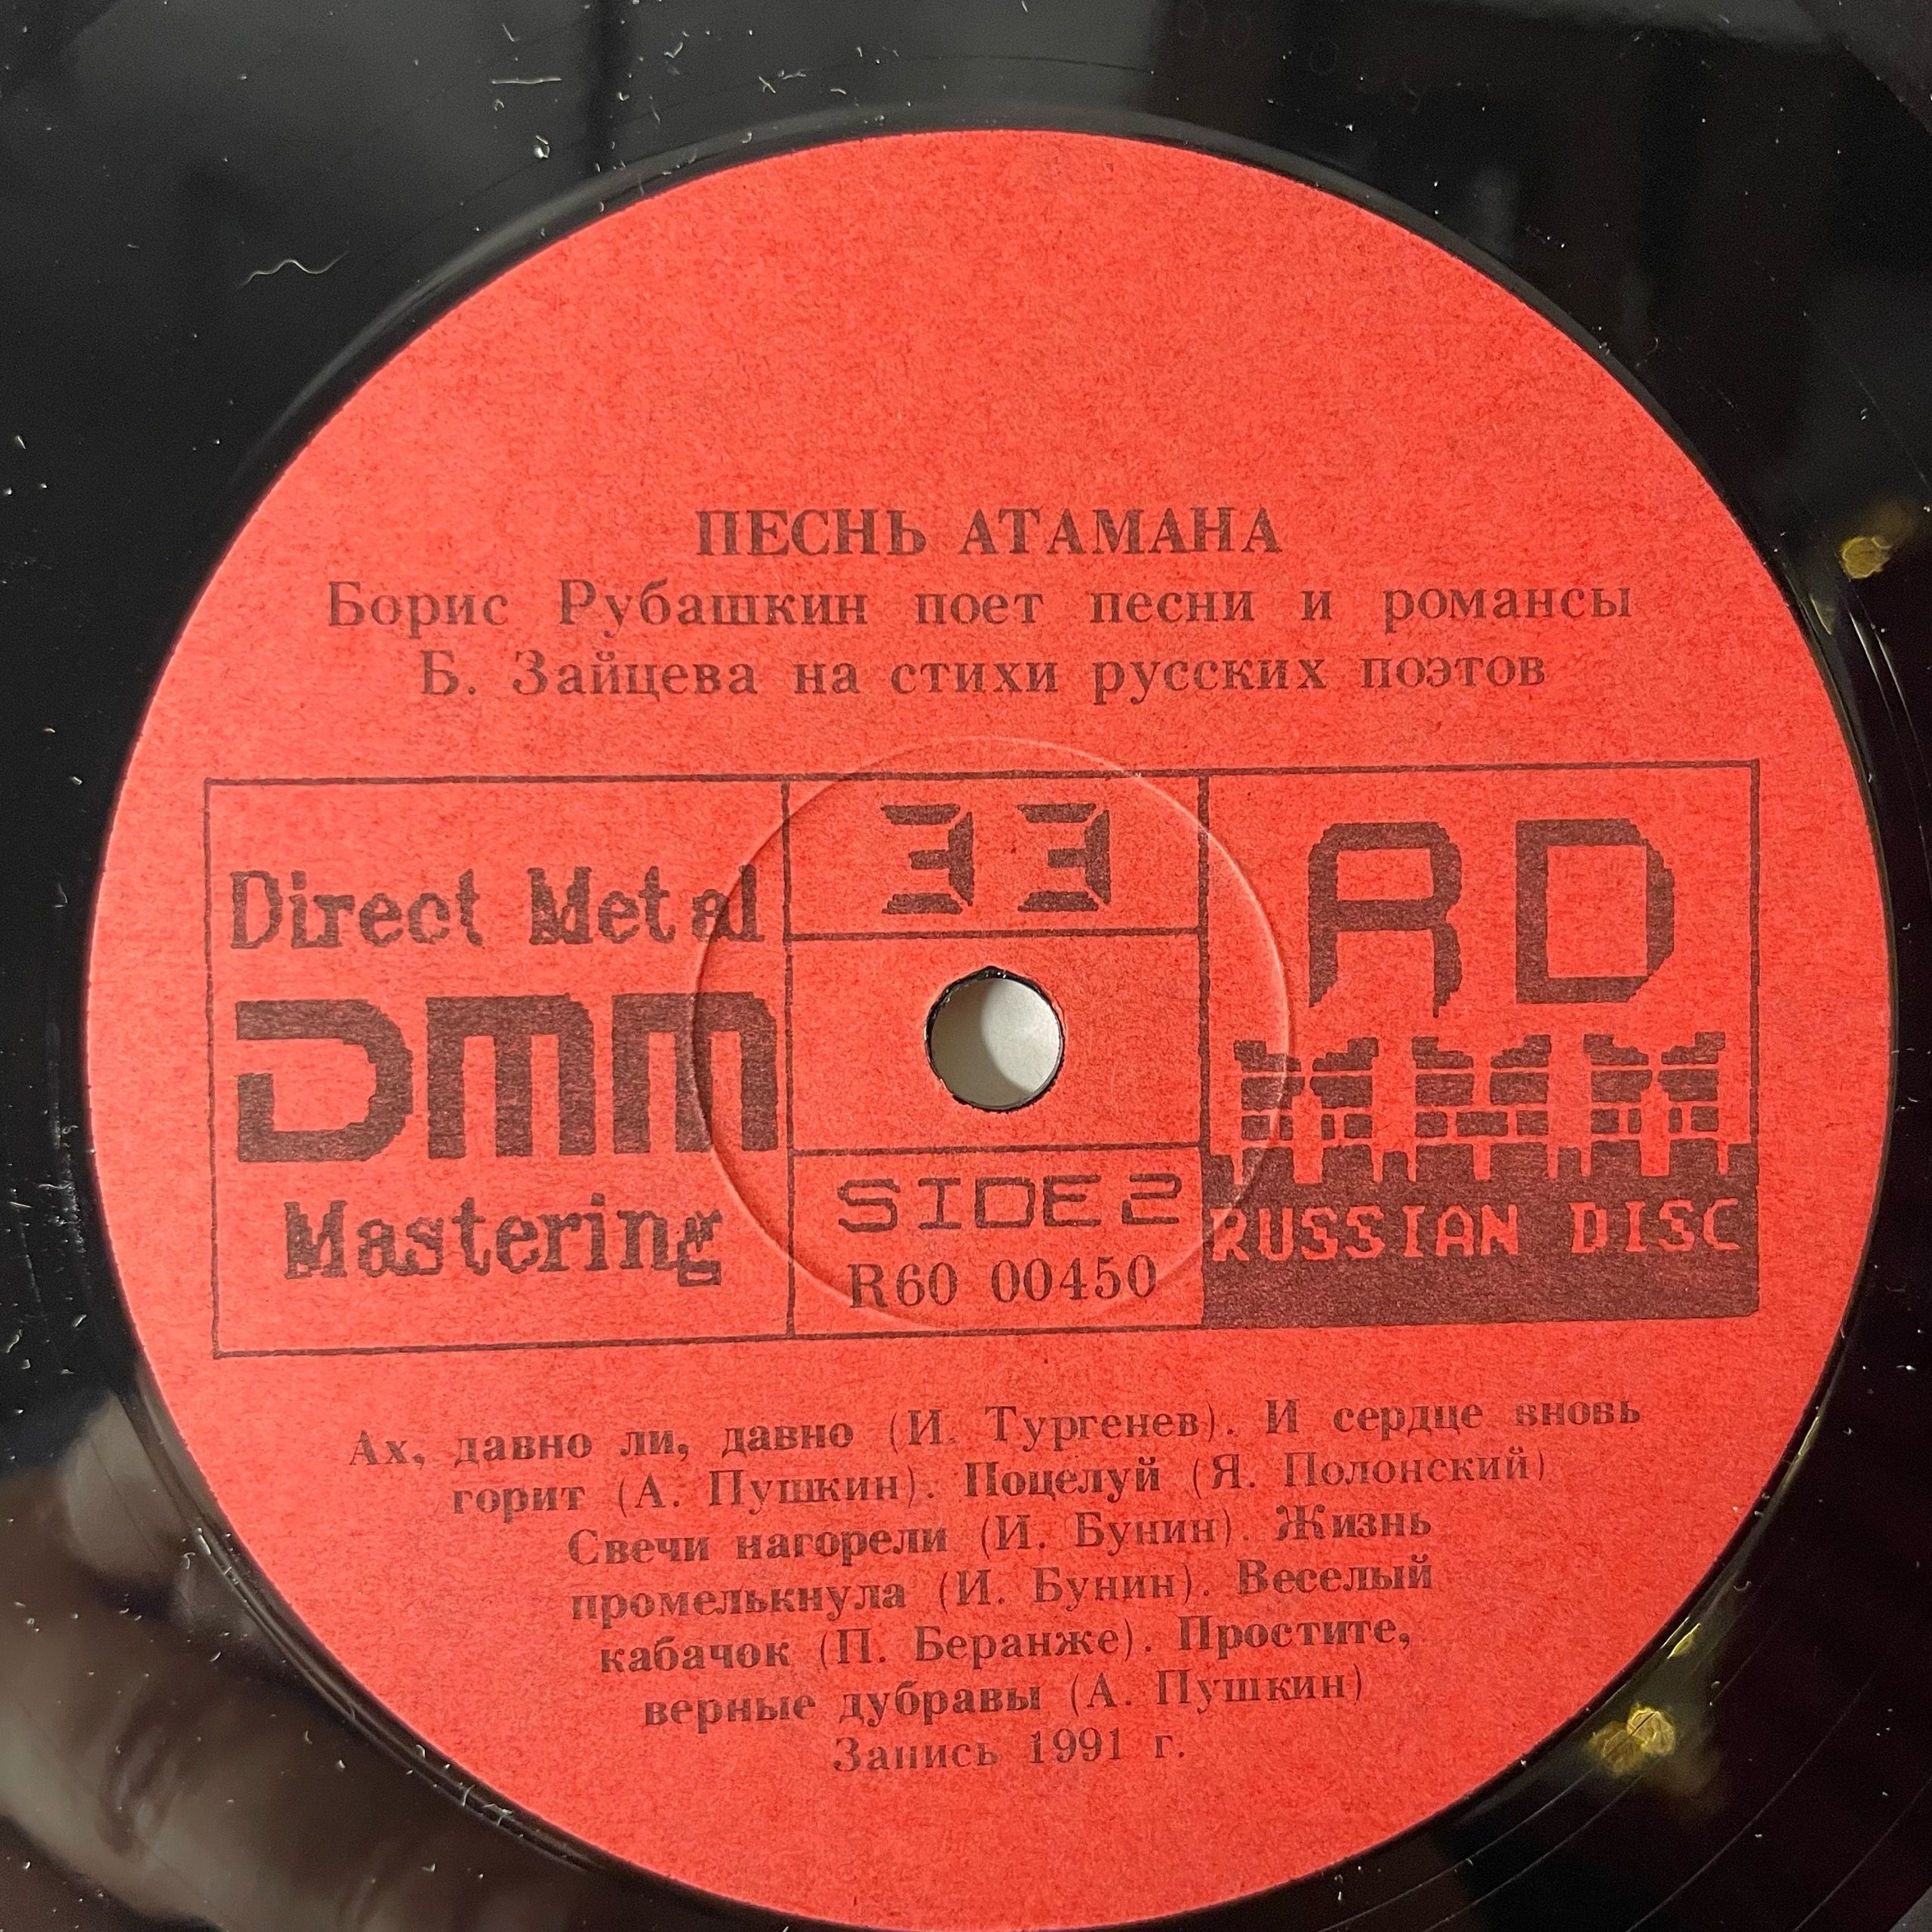 ПЕСНЬ АТАМАНА
Борис Рубашкин поет песни и романсы
Б. Зайцева на стихи русских поэтов
Direct Metal
DMM
Mastering
33
SIDE 2
R60 00450
RD
RUSSIAN DISC
Ах, давно ли, давно (И. Тургенев). И сердце вновь
горит (А. Пушкин). Поцелуй (Я. Полонский)
Свечи нагорели (И. Бунин). Жизнь
промелькнула (И. Бунин). Веселый
кабачок (П. Беранже). Простите,
верные дубравы (А. Пушкин)
Запись 1991 г.